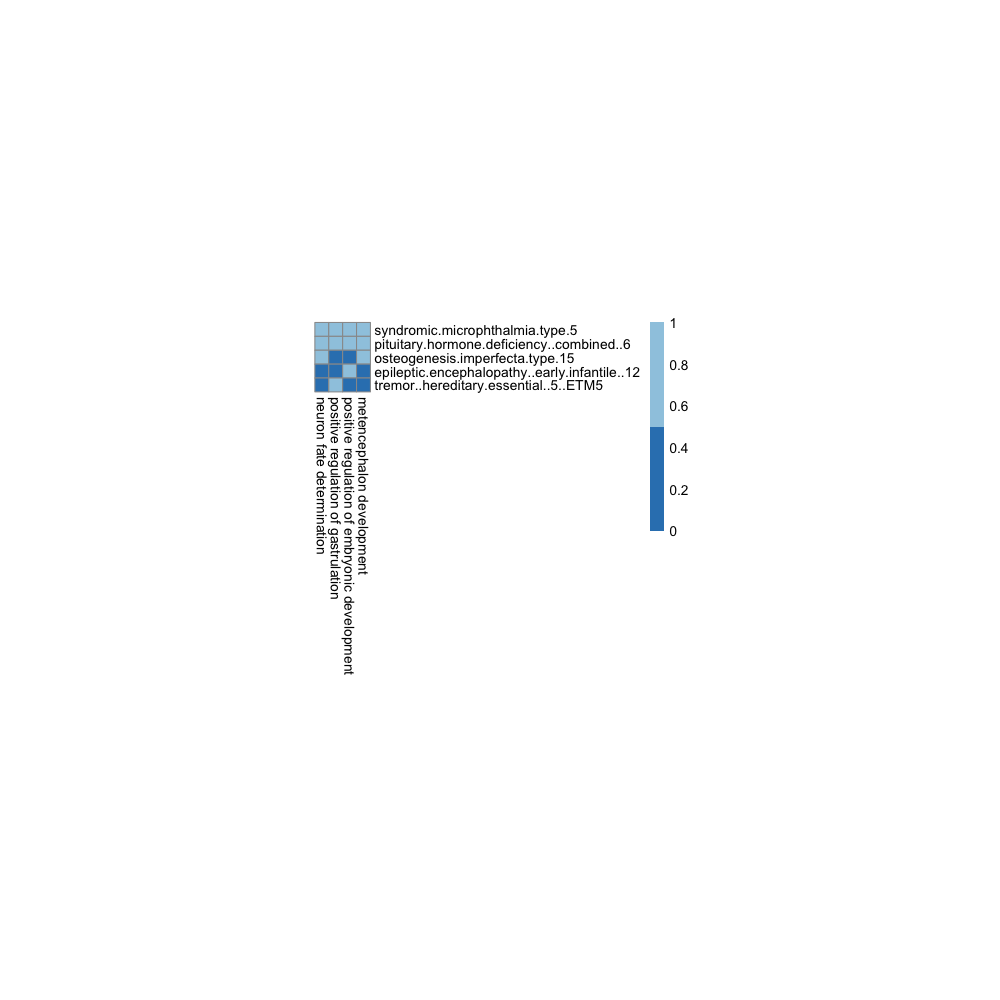 syndromic.microphthalmia.type.5
pituitary.hormone.deficiency..combined..6
osteogenesis.imperfecta.type.15
epileptic.encephalopathy..early.infantile..12
tremor..hereditary.essential..5..ETM5
neuron fate determination
positive regulation of gastrulation
positive regulation of embryonic development
metencephalon development
1
0.8
0.6
0.4
0.2
0